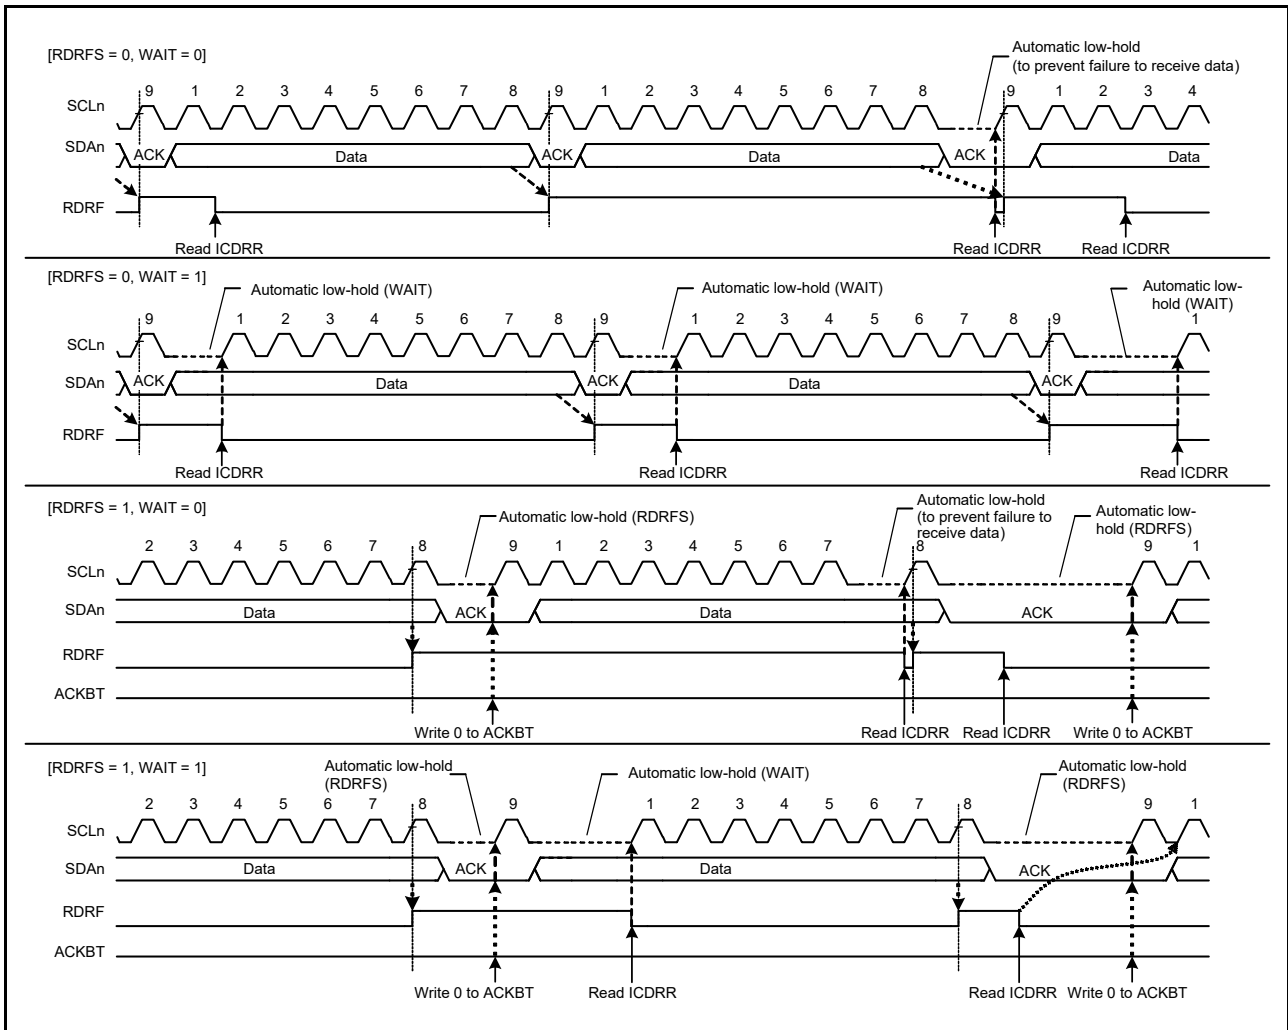 [RDRFS = 0, WAIT = 0]
Automatic low-hold
(to prevent failure to receive data)
9 1 2 3 4 5 6 7 8 9 1 2 3 4 5 6 7 8 9 1 2 3 4
SCLn
SDAn ACK Data ACK Data ACK Data
RDRF
Read ICDRR Read ICDRR Read ICDRR
[RDRFS = 0, WAIT = 1]
Automatic low-hold (WAIT) Automatic low-hold (WAIT) Automatic low-
hold (WAIT)
9 1 2 3 4 5 6 7 8 9 1 2 3 4 5 6 7 8 9 1
SCLn
SDAn ACK Data ACK Data ACK
RDRF
Read ICDRR Read ICDRR Read ICDRR
[RDRFS = 1, WAIT = 0]
Automatic low-hold (RDRFS)
Automatic low-hold
(to prevent failure to
receive data)
Automatic low-
hold (RDRFS)
2 3 4 5 6 7 8 9 1 2 3 4 5 6 7 8 9 1
SCLn
SDAn Data ACK Data ACK
RDRF
ACKBT
Write 0 to ACKBT Read ICDRR Read ICDRR Write 0 to ACKBT
[RDRFS = 1, WAIT = 1]
Automatic low-hold
(RDRFS)
Automatic low-hold (WAIT)
Automatic low-hold
(RDRFS)
2 3 4 5 6 7 8 9 1 2 3 4 5 6 7 8 9 1
SCLn
SDAn Data ACK Data ACK
RDRF
ACKBT
Write 0 to ACKBT Read ICDRR Read ICDRR Write 0 to ACKBT